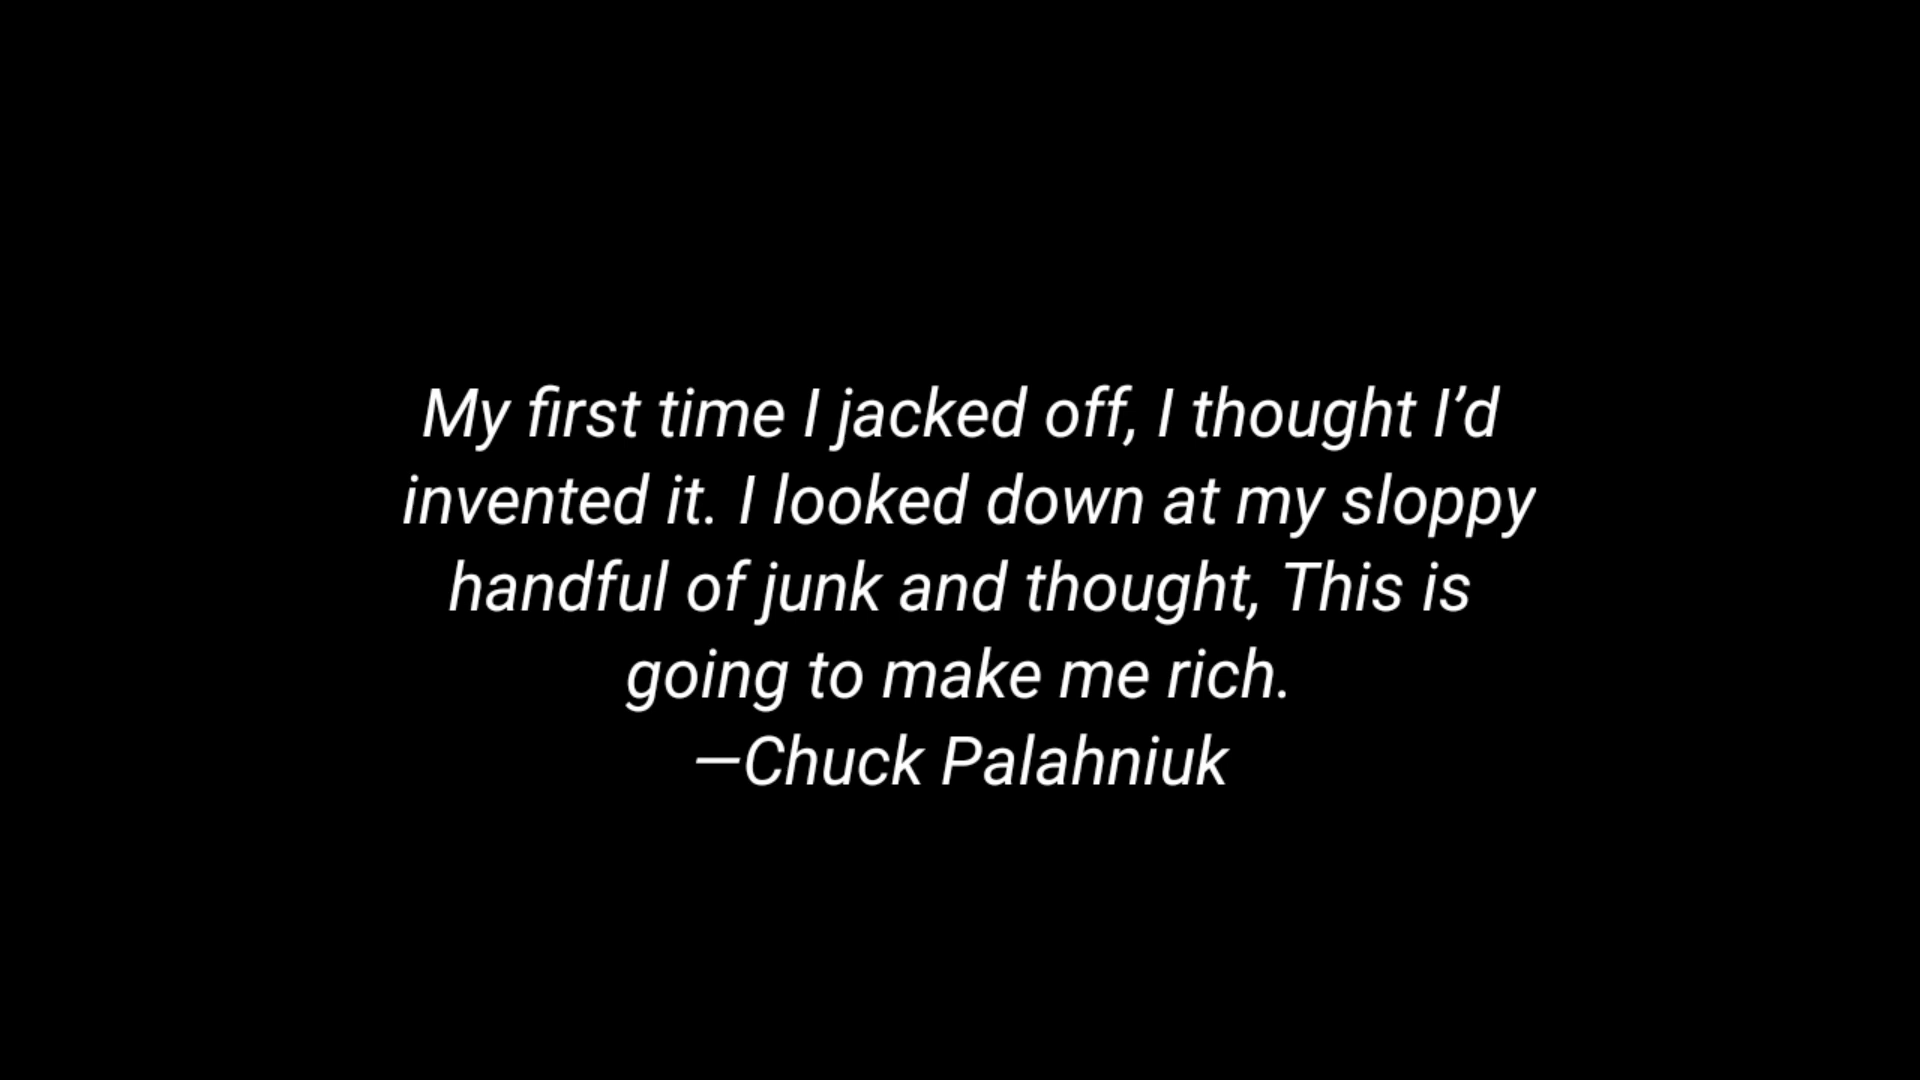 My first time I jacked off, I thought I’d
invented it. I looked down at my sloppy
handful of junk and thought, This is
going to make me rich.
—Chuck Palahniuk